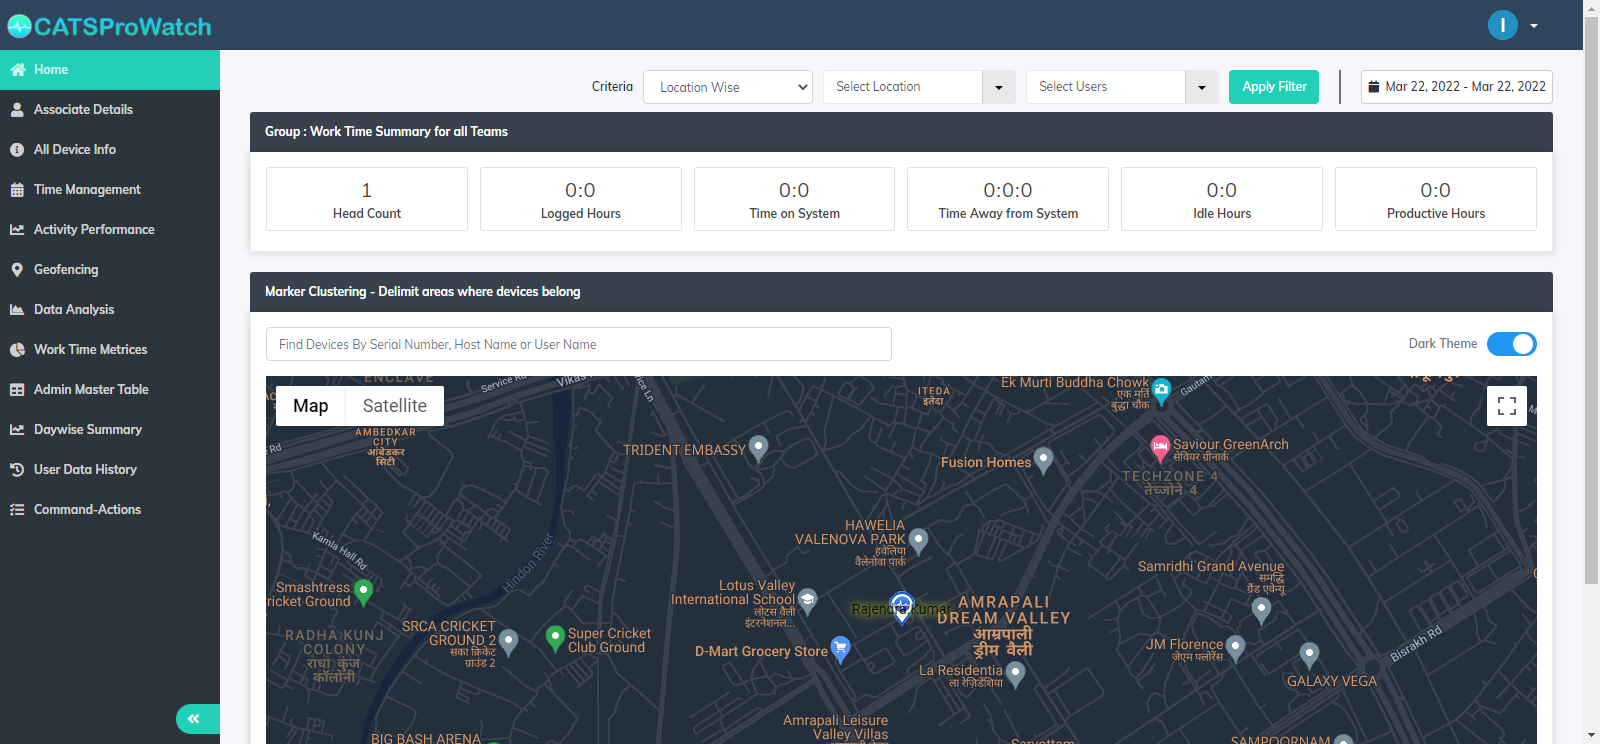 CATSProWatch
I
Home
Associate Details
All Device Info
Time Management
Activity Performance
Geofencing
Data Analysis
Work Time Metrices
Admin Master Table
Daywise Summary
User Data History
Command-Actions
Criteria
Location Wise
Select Location
Select Users
Apply Filter
Mar 22, 2022 - Mar 22, 2022
Group : Work Time Summary for all Teams
1
Head Count
0:0
Logged Hours
0:0
Time on System
0:0:0
Time Away from System
0:0
Idle Hours
0:0
Productive Hours
Marker Clustering - Delimit areas where devices belong
Find Devices By Serial Number, Host Name or User Name
Dark Theme
Map
Satellite
ENCLAVE
Service Rd
Vikas
ice Ln
ITEDA
इतेदा
Ek Murti Buddha Chowk
एक मूर्ति
बुद्धा चौक
Gautam
Rd
AMBEDKAR
CITY
आंबेडकर
सिटी
TRIDENT EMBASSY
Fusion Homes
Saviour GreenArch
सेवियर ग्रीनार्क
TECHZONE 4
तेच्ज़ोने 4
Kamla Hall Rd
Hindon River
HAWELIA
VALENOVA PARK
हवेलिया
वैलेनोवा पार्क
Samridhi Grand Avenue
समृद्धि
ग्रैंड एवेन्यू
Smashtress
ricket Ground
Lotus Valley
International School
लोटस वैली
इंटरनेशनल...
Rajendra Kumar
AMRAPALI
DREAM VALLEY
आम्रपाली
ड्रीम वैली
RADHA KUNJ
COLONY
राधा कुंज
कॉलोनी
SRCA CRICKET
GROUND 2
सका क्रिकेट
ग्राउंड 2
Super Cricket
Club Ground
D-Mart Grocery Store
La Residentia
ला रेज़िडेंशिया
JM Florence
जेएम फ्लोरेंस
Bisrakh Rd
GALAXY VEGA
Amrapali Leisure
Valley Villas
BIG BASH ARENA
Sarvottam
SAMPOORNAM